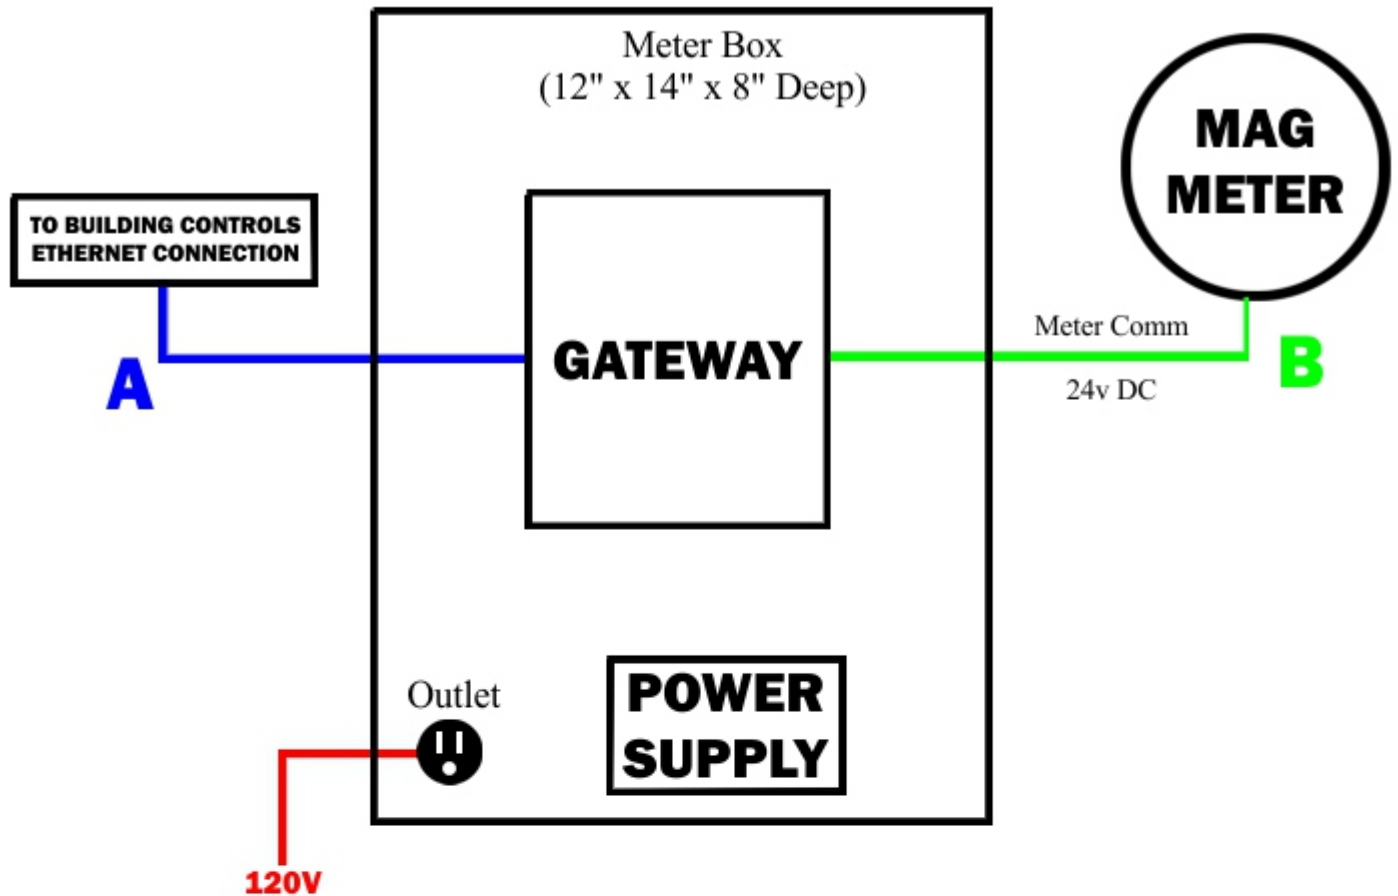 Meter Box
(12" x 14" x 8" Deep)
MAG
METER
TO BUILDING CONTROLS
ETHERNET CONNECTION
GATEWAY
Meter Comm
24v DC
A
B
Outlet
POWER
SUPPLY
120V